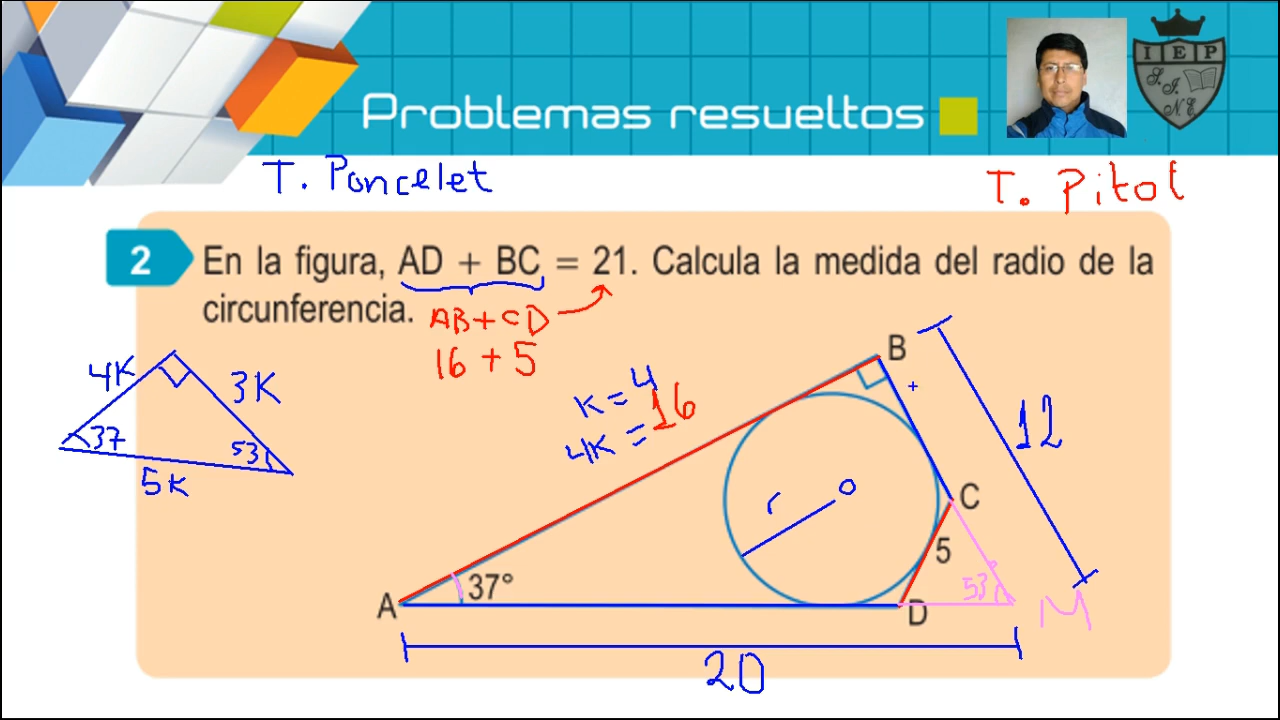 Problemas resueltos
I E P
S. J. N E
T. Poncelet
T. Pitot
2 En la figura, AD + BC = 21. Calcula la medida del radio de la
circunferencia.
AB + CD
16 + 5
4K
3K
37
53
5K
K = 4
4K = 16
B
12
r
O
C
5
A
37°
53
D
M
20